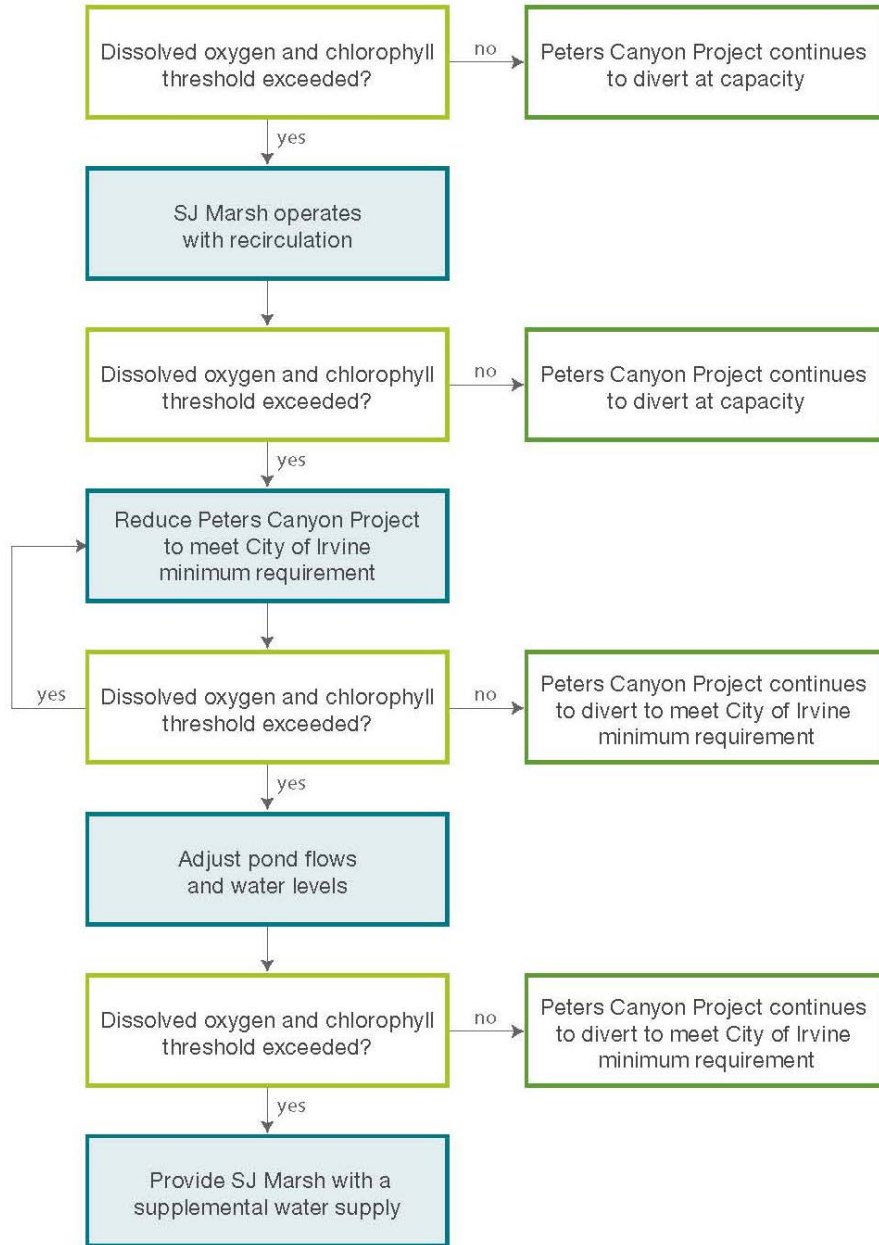 Dissolved oxygen and chlorophyll
threshold exceeded?
no
Peters Canyon Project continues
to divert at capacity
yes
SJ Marsh operates
with recirculation
Dissolved oxygen and chlorophyll
threshold exceeded?
no
Peters Canyon Project continues
to divert at capacity
yes
Reduce Peters Canyon Project
to meet City of Irvine
minimum requirement
yes
Dissolved oxygen and chlorophyll
threshold exceeded?
no
Peters Canyon Project continues
to divert to meet City of Irvine
minimum requirement
yes
Adjust pond flows
and water levels
Dissolved oxygen and chlorophyll
threshold exceeded?
no
Peters Canyon Project continues
to divert to meet City of Irvine
minimum requirement
yes
Provide SJ Marsh with a
supplemental water supply